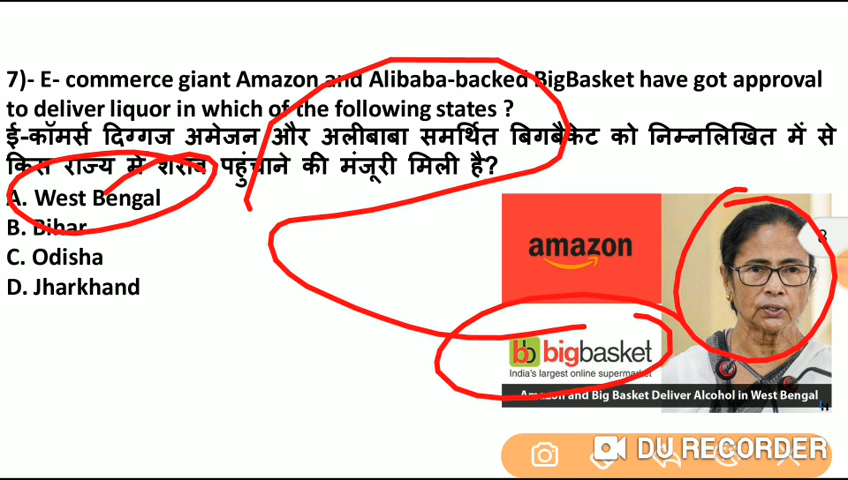 7)- E- commerce giant Amazon and Alibaba-backed BigBasket have got approval
to deliver liquor in which of the following states ?
ई-कॉमर्स दिग्गज अमेजन और अलीबाबा समर्थित बिगबैकेट को निम्नलिखित में से
किस राज्य में शराब पहुंचाने की मंजूरी मिली है?
A. West Bengal
B. Bihar
C. Odisha
D. Jharkhand
amazon
8
bb bigbasket
India's largest online supermarket
Amazon and Big Basket Deliver Alcohol in West Bengal
DU RECORDER